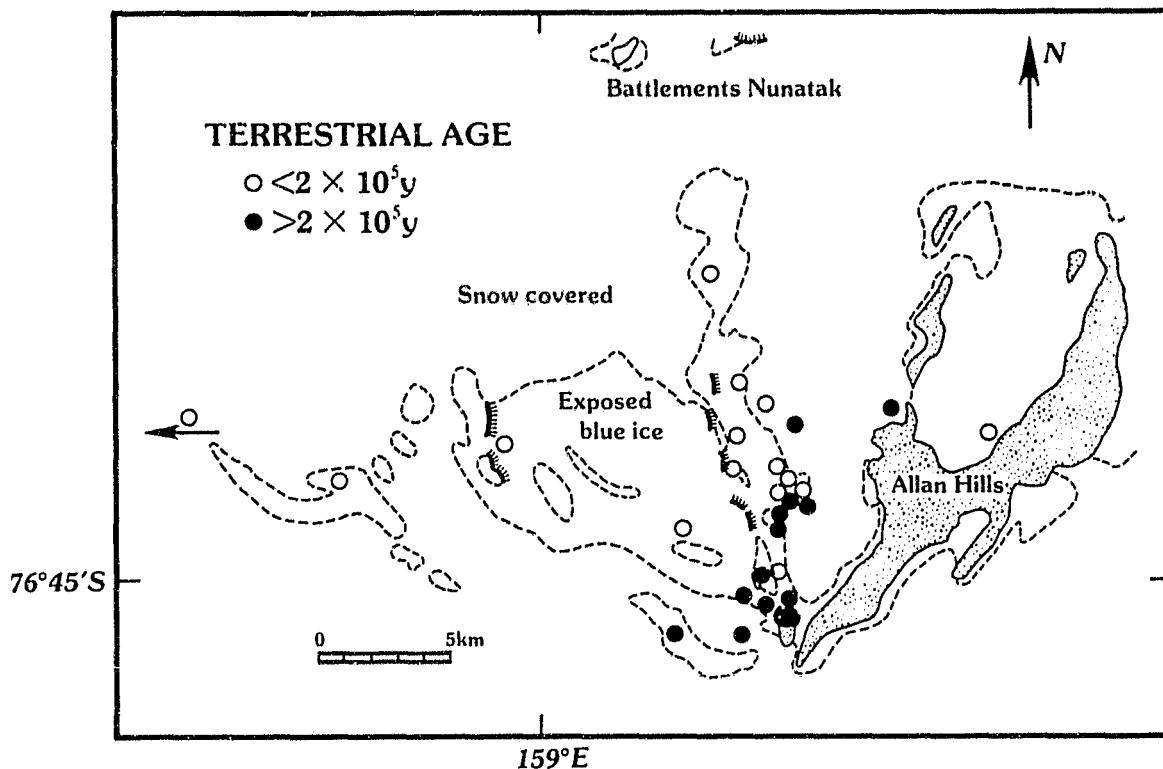 Battlements Nunatak
N
TERRESTRIAL AGE
<2 × 10⁵y
>2 × 10⁵y
Snow covered
Exposed
blue ice
Allan Hills
76°45'S
0 5km
159°E